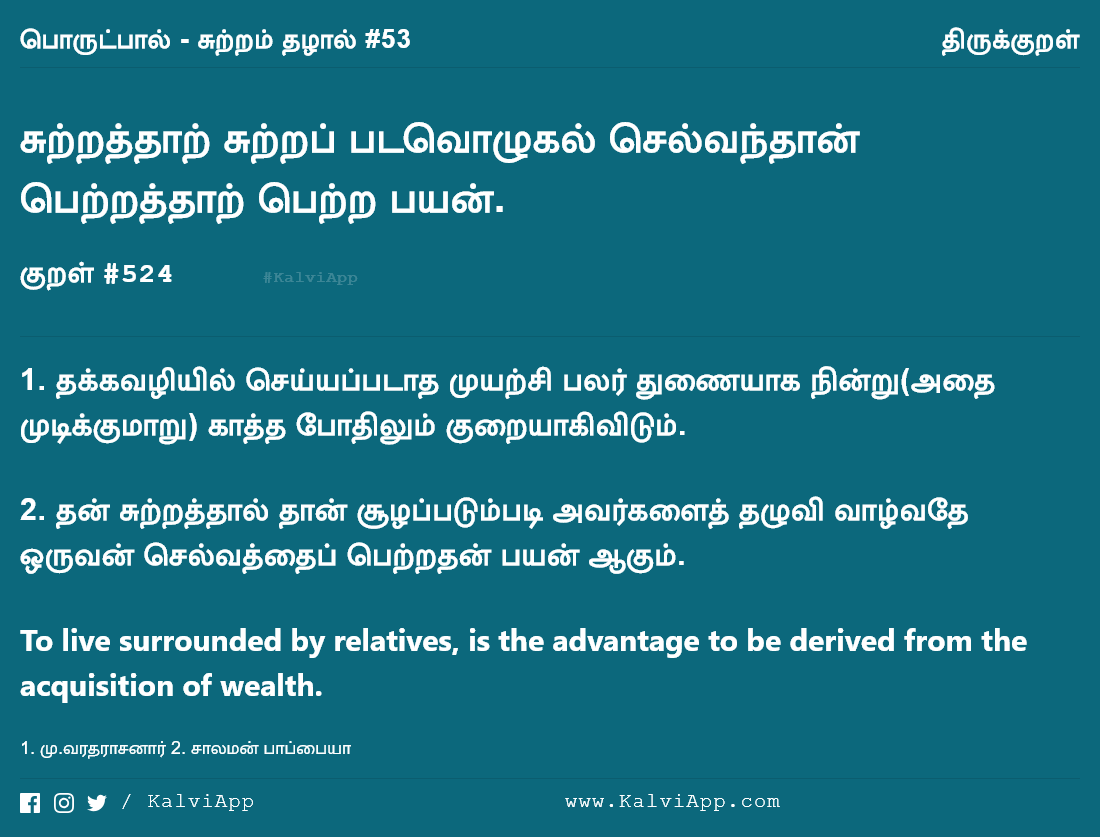 பொருட்பால் - சுற்றம் தழால் #53 திருக்குறள்
சுற்றத்தாற் சுற்றப் படவொழுகல் செல்வந்தான்
பெற்றத்தாற் பெற்ற பயன்.
குறள் #524 #KalviApp
1. தக்கவழியில் செய்யப்படாத முயற்சி பலர் துணையாக நின்று(அதை
முடிக்குமாறு) காத்த போதிலும் குறையாகிவிடும்.
2. தன் சுற்றத்தால் தான் சூழப்படும்படி அவர்களைத் தழுவி வாழ்வதே
ஒருவன் செல்வத்தைப் பெற்றதன் பயன் ஆகும்.
To live surrounded by relatives, is the advantage to be derived from the
acquisition of wealth.
1. மு.வரதராசனார் 2. சாலமன் பாப்பையா
/ KalviApp www.KalviApp.com